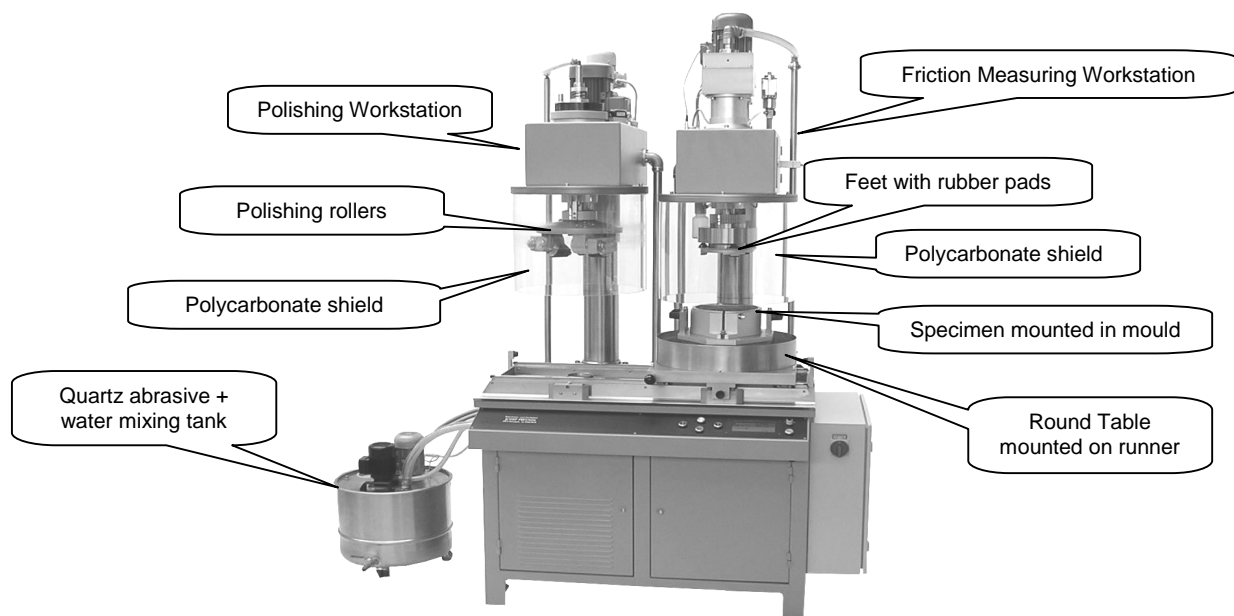 Polishing Workstation
Friction Measuring Workstation
Feet with rubber pads
Polishing rollers
Polycarbonate shield
Polycarbonate shield
Specimen mounted in mould
Quartz abrasive +
water mixing tank
Round Table
mounted on runner